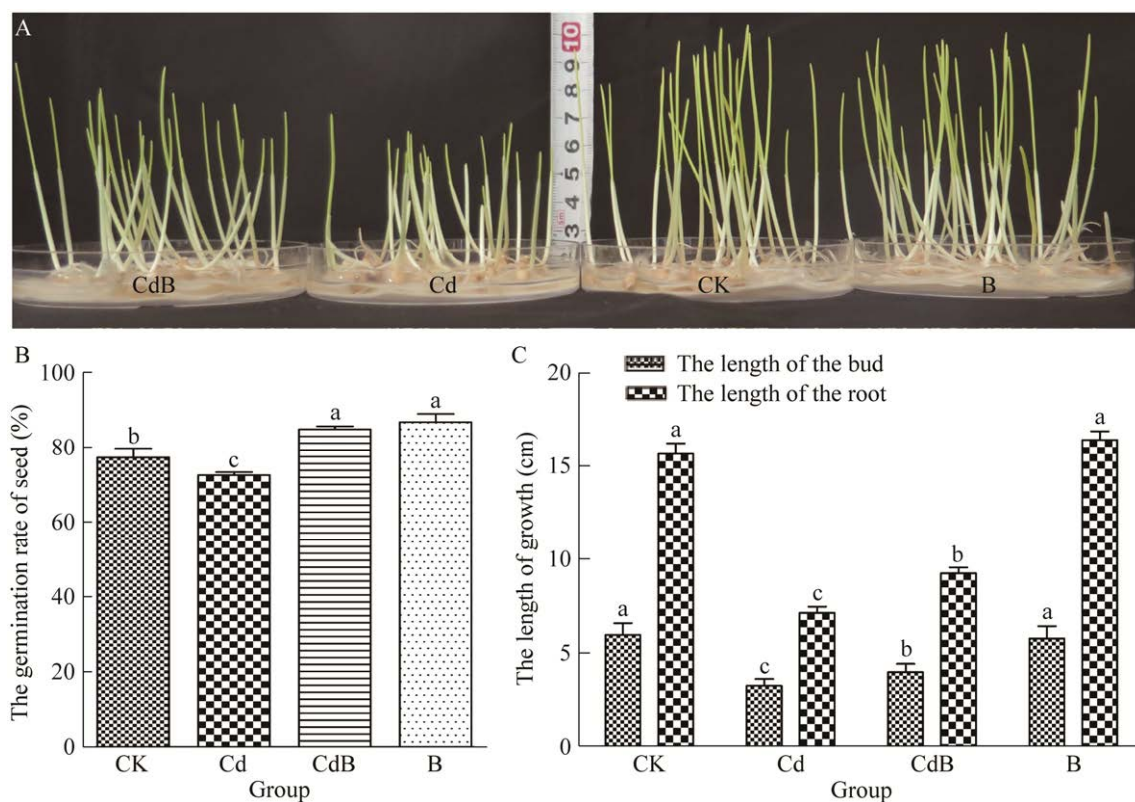 A
10
9
8
7
6
5
4
3
CdB
Cd
CK
B
B
The germination rate of seed (%)
100
80
60
40
20
0
b
c
a
a
CK
Cd
CdB
B
Group
C
The length of the bud
The length of the root
The length of growth (cm)
20
15
10
5
0
a
a
c
c
b
b
a
a
CK
Cd
CdB
B
Group